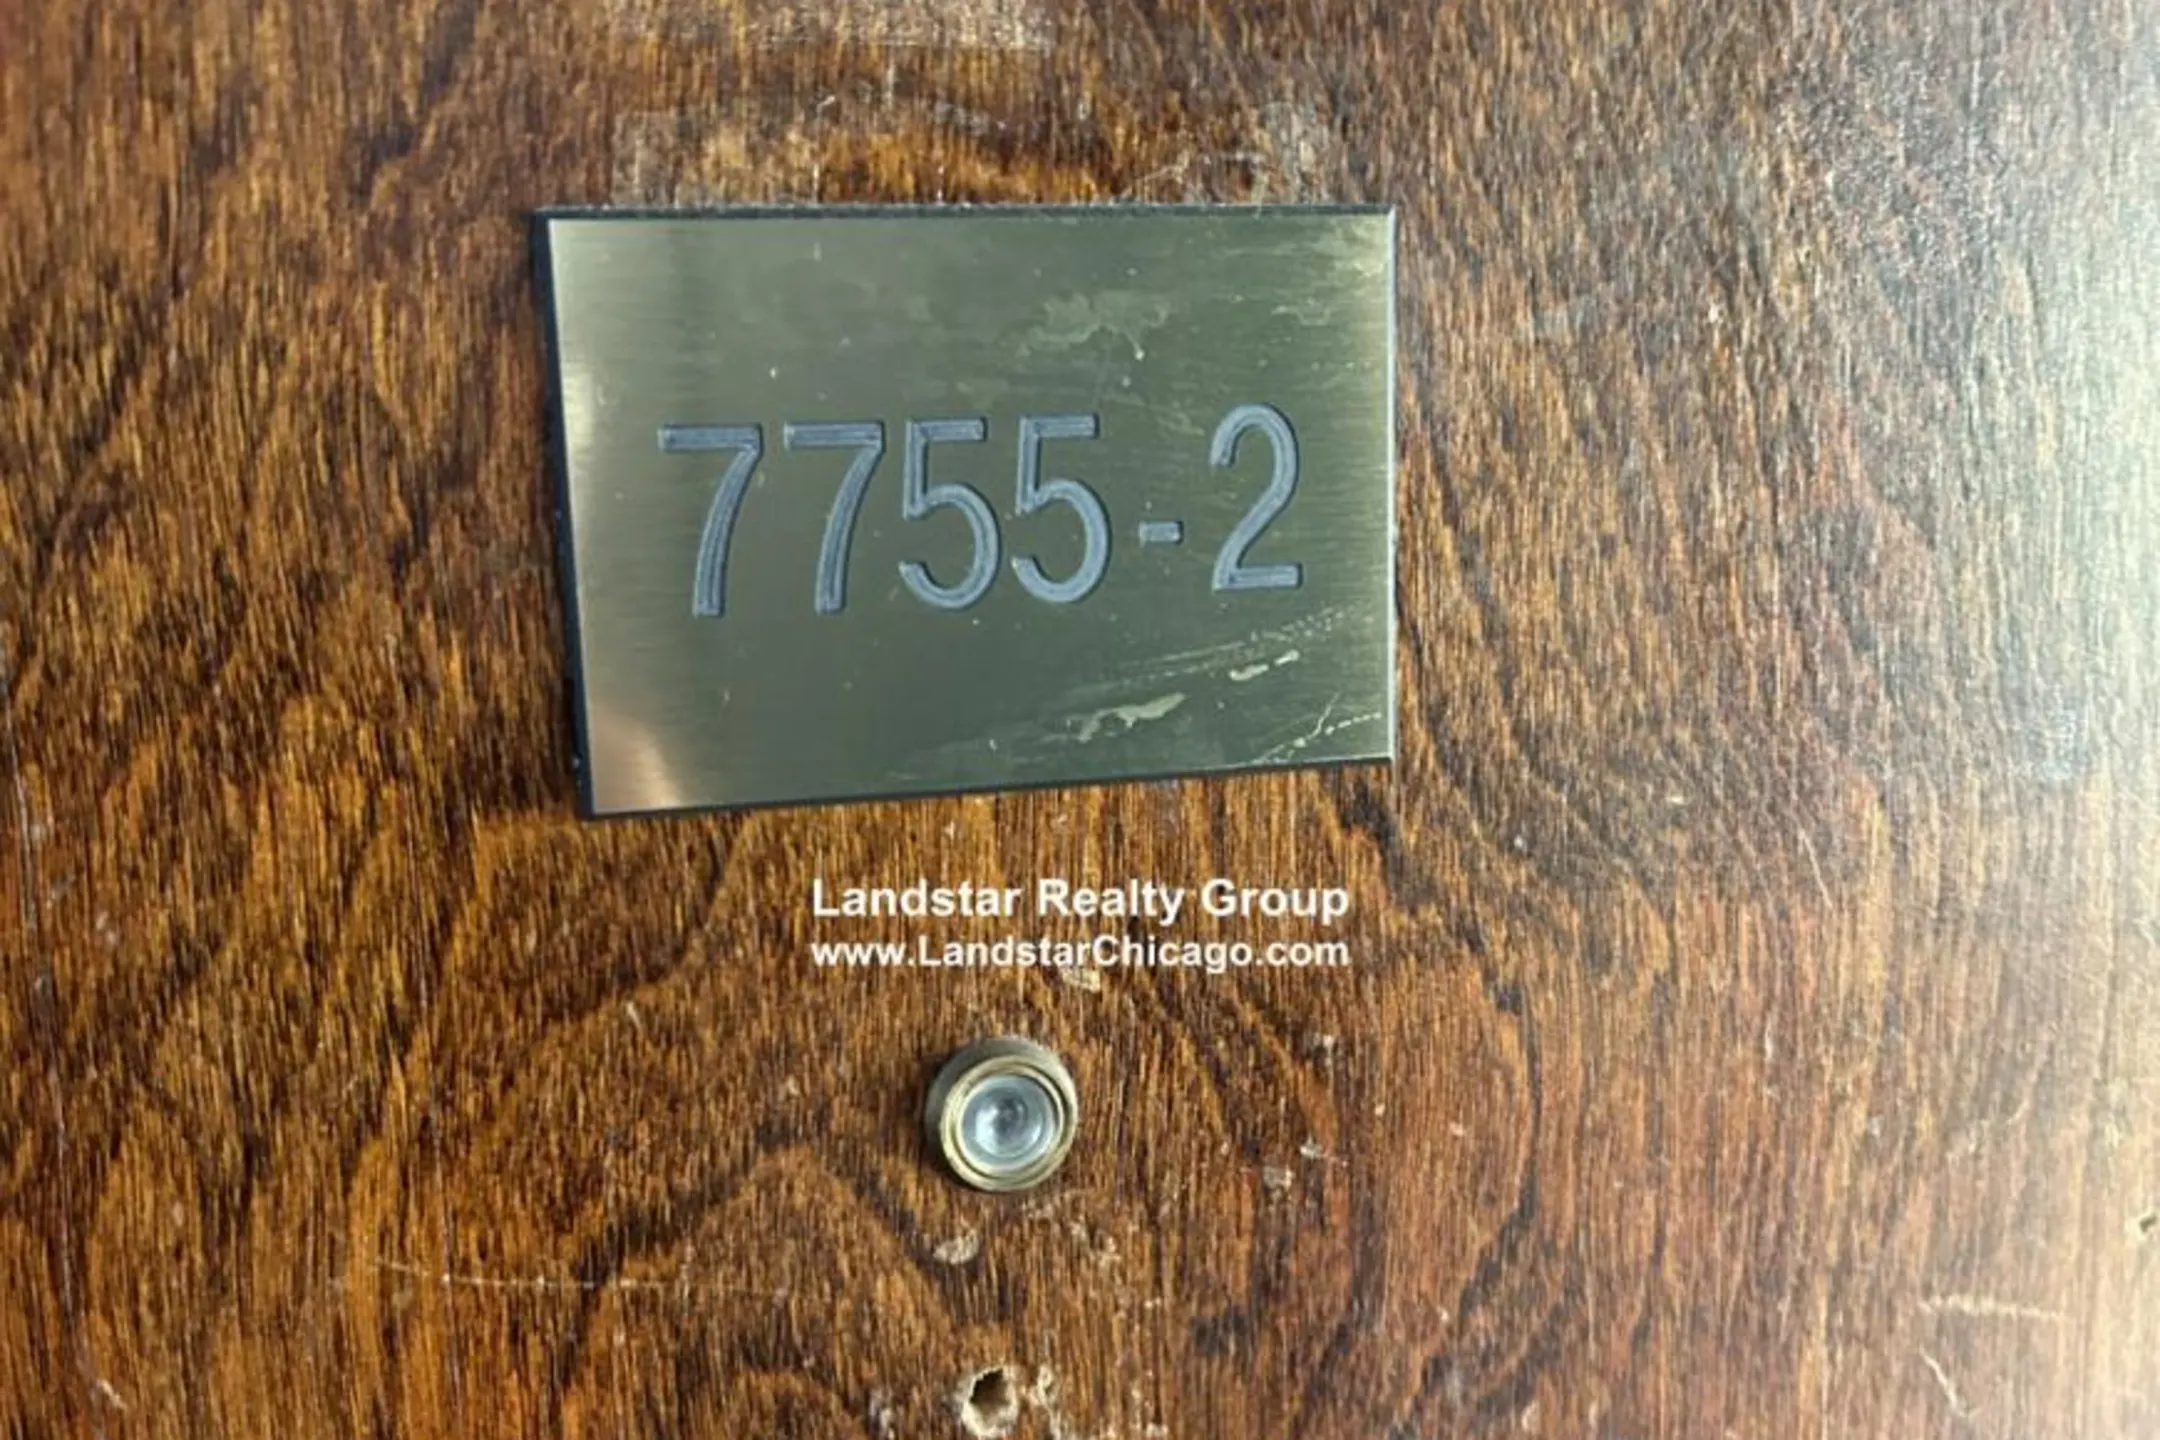 7755-2
Landstar Realty Group
www.LandstarChicago.com